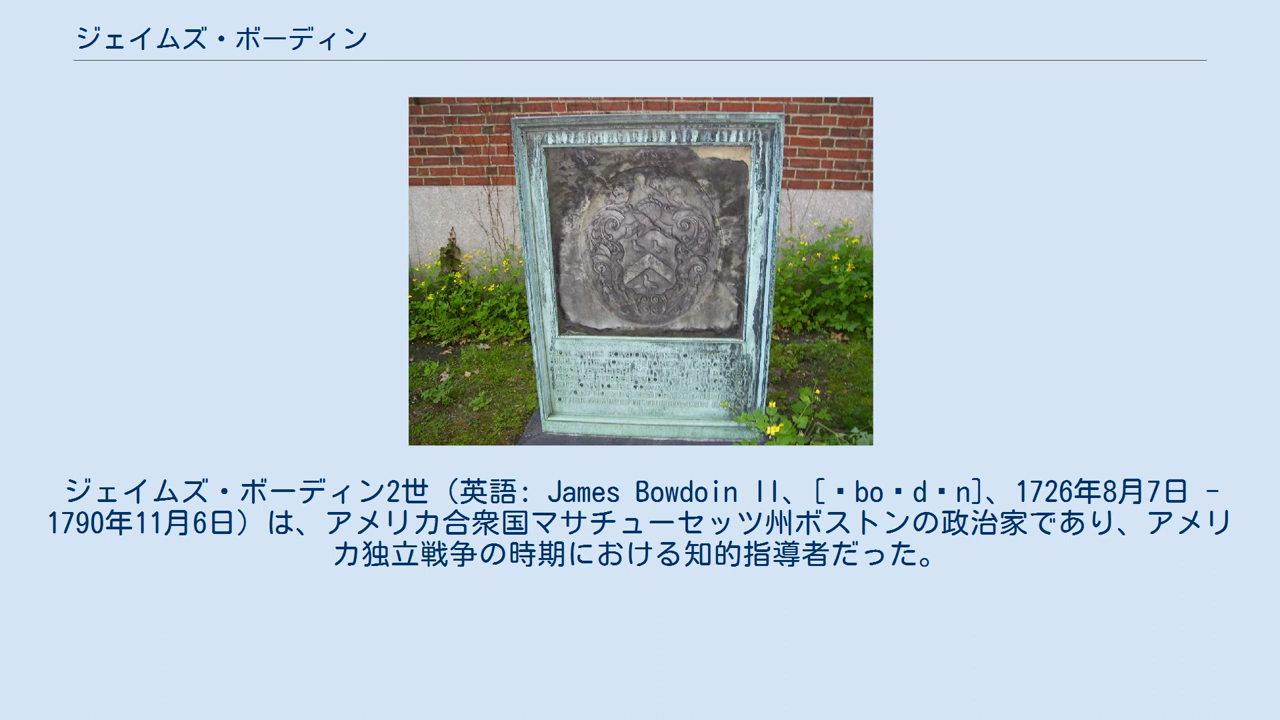 ジェイムズ・ボーディン
ジェイムズ・ボーディン2世（英語: James Bowdoin II、[・bo・d・n]、1726年8月7日 -
1790年11月6日）は、アメリカ合衆国マサチューセッツ州ボストンの政治家であり、アメリ
カ独立戦争の時期における知的指導者だった。